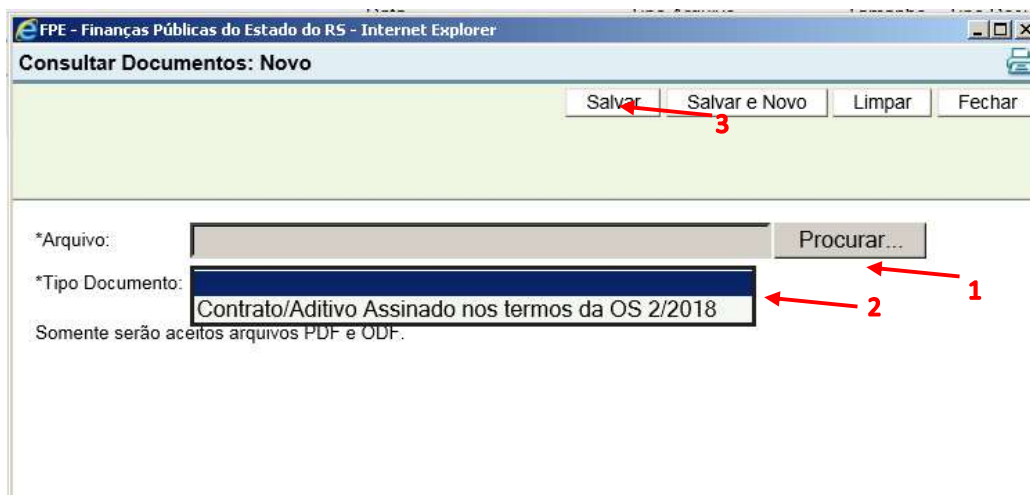 FPE - Finanças Públicas do Estado do RS - Internet Explorer
Consultar Documentos: Novo
Salvar Salvar e Novo Limpar Fechar
3
*Arquivo: Procurar...
1
*Tipo Documento:
Contrato/Aditivo Assinado nos termos da OS 2/2018
2
Somente serão aceitos arquivos PDF e ODF.